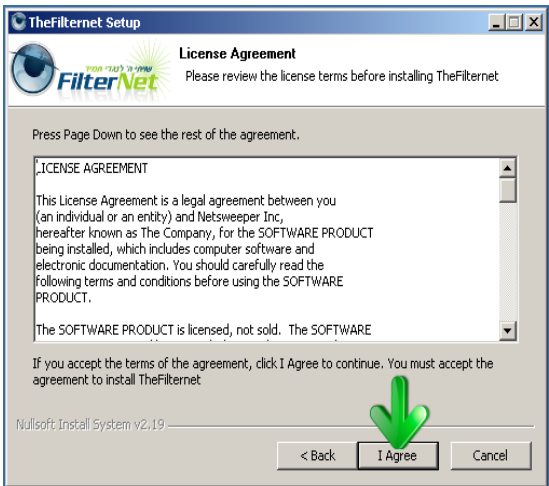 TheFilternet Setup
שויתי ה' לנגדי תמיד
FilterNet
License Agreement
Please review the license terms before installing TheFilternet
Press Page Down to see the rest of the agreement.
LICENSE AGREEMENT
This License Agreement is a legal agreement between you
(an individual or an entity) and Netsweeper Inc,
hereafter known as The Company, for the SOFTWARE PRODUCT
being installed, which includes computer software and
electronic documentation. You should carefully read the
following terms and conditions before using the SOFTWARE
PRODUCT.
The SOFTWARE PRODUCT is licensed, not sold. The SOFTWARE
If you accept the terms of the agreement, click I Agree to continue. You must accept the
agreement to install TheFilternet
Nullsoft Install System v2.19
< Back
I Agree
Cancel